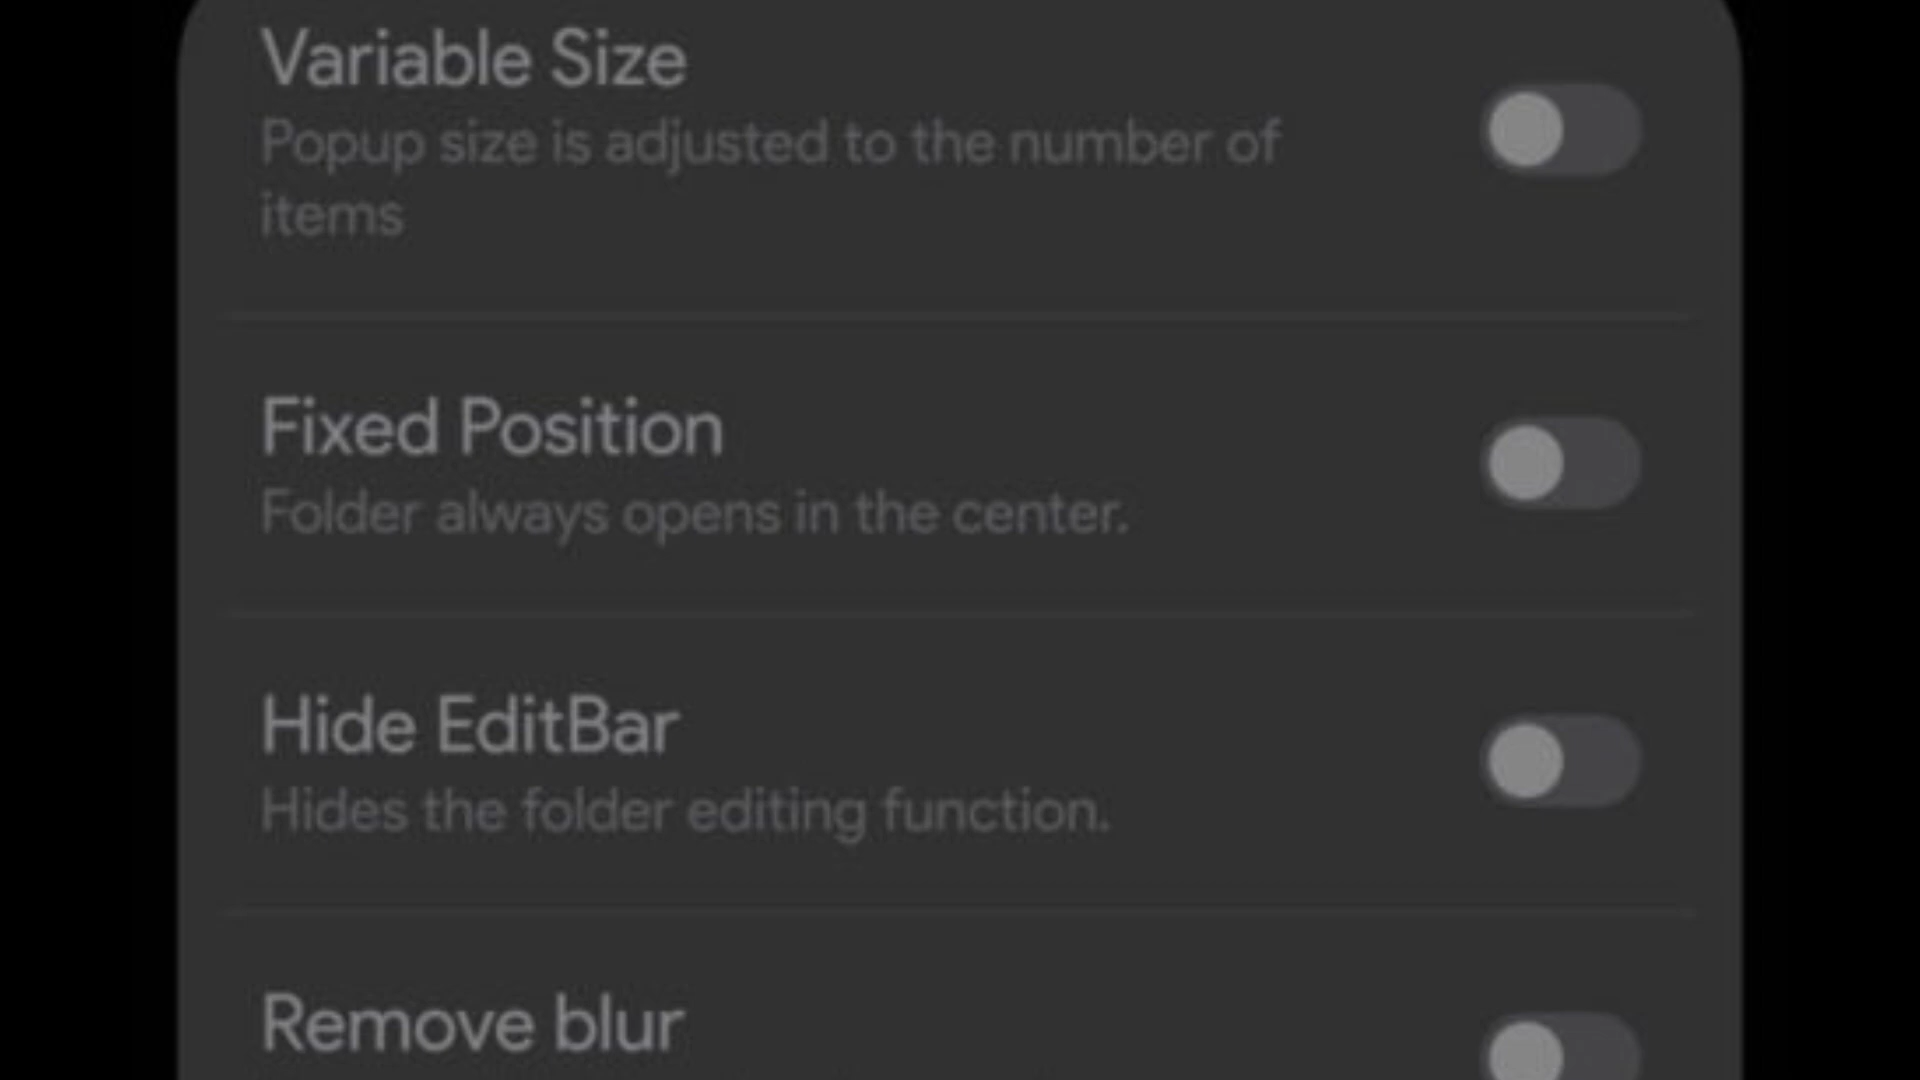 Variable Size
Popup size is adjusted to the number of
items
Fixed Position
Folder always opens in the center.
Hide EditBar
Hides the folder editing function.
Remove blur